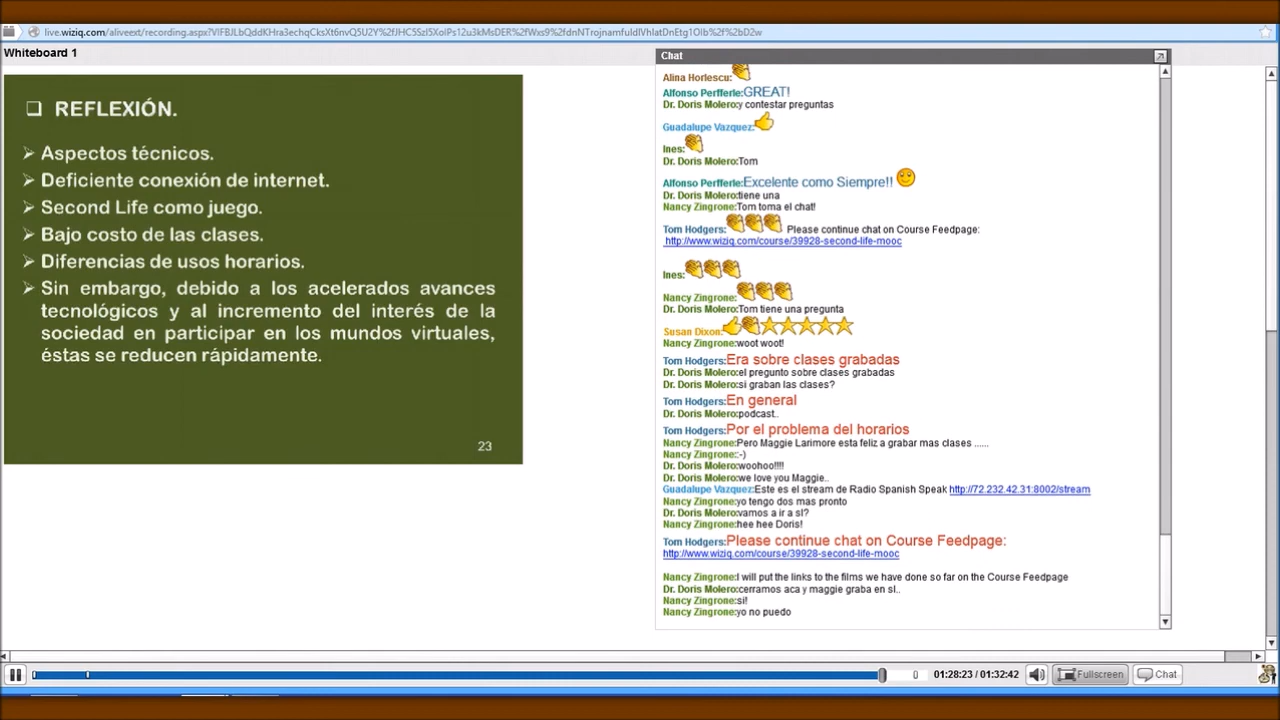 Whiteboard 1
❑ REFLEXIÓN.
➢ Aspectos técnicos.
➢ Deficiente conexión de internet.
➢ Second Life como juego.
➢ Bajo costo de las clases.
➢ Diferencias de usos horarios.
➢ Sin embargo, debido a los acelerados avances
tecnológicos y al incremento del interés de la
sociedad en participar en los mundos virtuales,
éstas se reducen rápidamente.
23
Chat
Alina Horlescu:
Alfonso Perfferle:GREAT!
Dr. Doris Molero:y contestar preguntas
Guadalupe Vazquez:
Ines:
Dr. Doris Molero:Tom
Alfonso Perfferle:Excelente como Siempre!!
Dr. Doris Molero:tiene una
Nancy Zingrone:Tom toma el chat!
Tom Hodgers: Please continue chat on Course Feedpage:
http://www.wiziq.com/course/39928-second-life-mooc
Ines:
Nancy Zingrone:
Dr. Doris Molero:Tom tiene una pregunta
Susan Dixon:
Nancy Zingrone:woot woot!
Tom Hodgers:Era sobre clases grabadas
Dr. Doris Molero:el pregunto sobre clases grabadas
Dr. Doris Molero:si graban las clases?
Tom Hodgers:En general
Dr. Doris Molero:podcast..
Tom Hodgers:Por el problema del horarios
Nancy Zingrone:Pero Maggie Larimore esta feliz a grabar mas clases ......
Nancy Zingrone::-)
Dr. Doris Molero:woohoo!!!!
Dr. Doris Molero:we love you Maggie..
Guadalupe Vazquez:Este es el stream de Radio Spanish Speak http://72.232.42.31:8002/stream
Nancy Zingrone:yo tengo dos mas pronto
Dr. Doris Molero:vamos a ir a sl?
Nancy Zingrone:hee hee Doris!
Tom Hodgers:Please continue chat on Course Feedpage:
http://www.wiziq.com/course/39928-second-life-mooc
Nancy Zingrone:I will put the links to the films we have done so far on the Course Feedpage
Dr. Doris Molero:cerramos aca y maggie graba en sl..
Nancy Zingrone:si!
Nancy Zingrone:yo no puedo
0 01:28:23 / 01:32:42 Fullscreen Chat